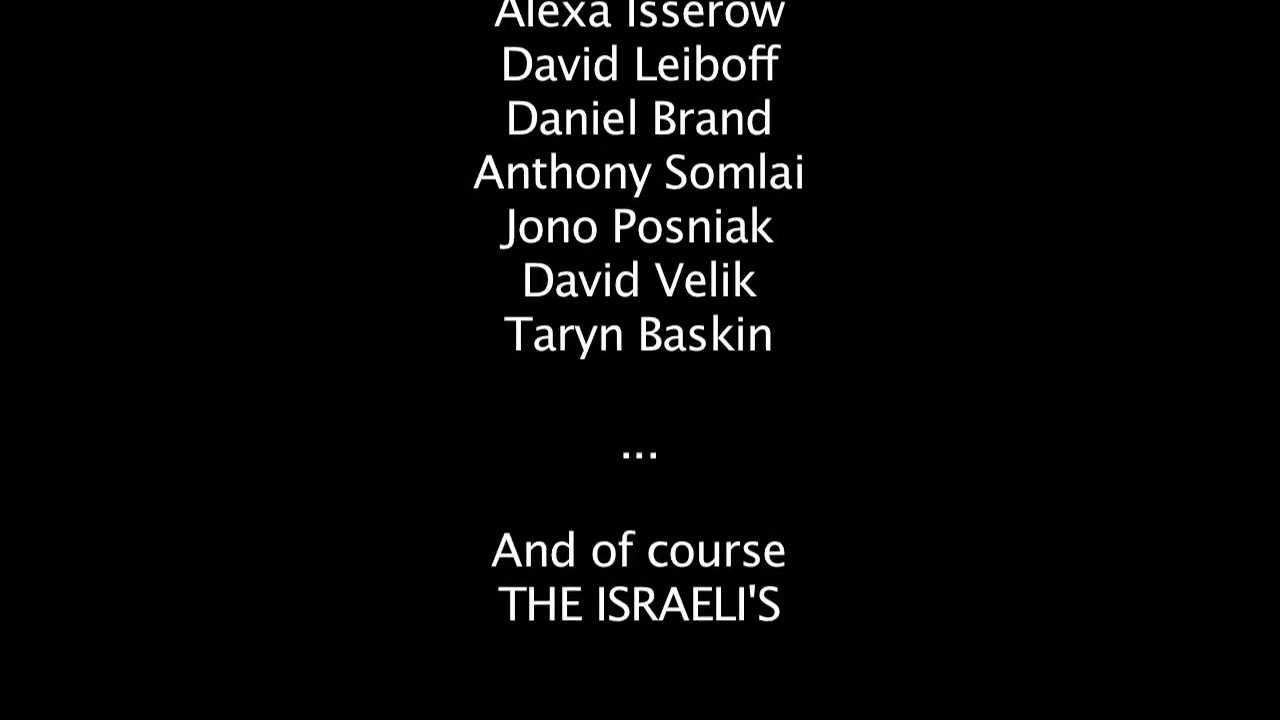 Alexa Isserow
David Leiboff
Daniel Brand
Anthony Somlai
Jono Posniak
David Velik
Taryn Baskin
...
And of course
THE ISRAELI'S